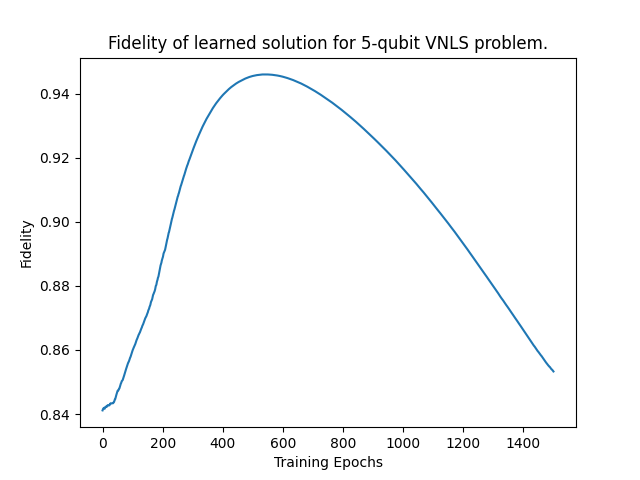 Fidelity of learned solution for 5-qubit VNLS problem.
0.94
0.92
0.90
0.88
0.86
0.84
Fidelity
0 200 400 600 800 1000 1200 1400
Training Epochs